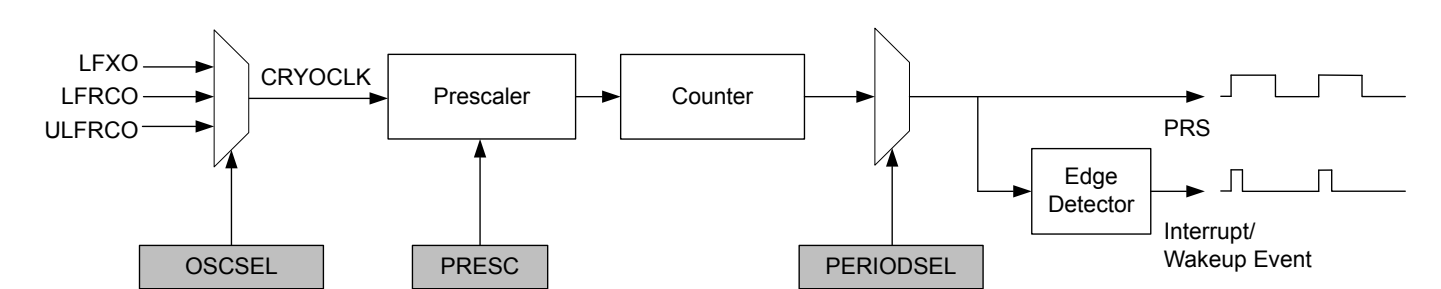 LFXO
LFRCO
ULFRCO
CRYOCLK
Prescaler
Counter
PRS
Edge
Detector
Interrupt/
Wakeup Event
OSCSEL
PRESC
PERIODSEL